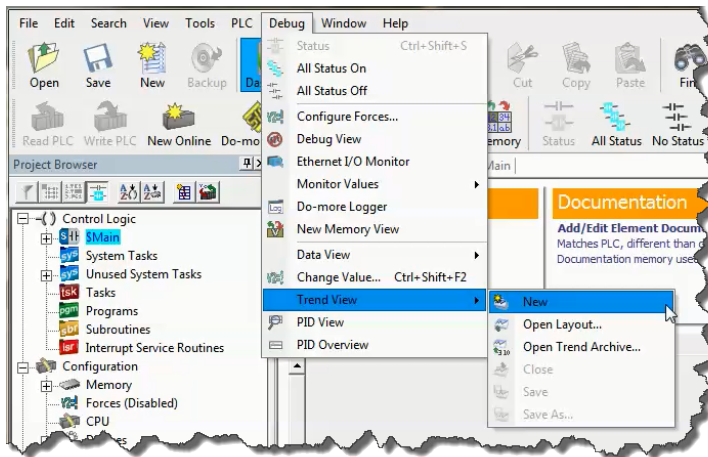 File Edit Search View Tools PLC Debug Window Help
Open Save New Backup
Cut Copy Paste
Read PLC Write PLC New Online Do-mo
emory Status All Status No Status
Project Browser
Main
Status Ctrl+Shift+S
All Status On
All Status Off
Configure Forces...
Debug View
Ethernet I/O Monitor
Monitor Values
Do-more Logger
New Memory View
Data View
Change Value... Ctrl+Shift+F2
Trend View
PID View
PID Overview
New
Open Layout...
Open Trend Archive...
Close
Save
Save As...
Control Logic
$Main
System Tasks
Unused System Tasks
Tasks
Programs
Subroutines
Interrupt Service Routines
Configuration
Memory
Forces (Disabled)
CPU
Documentation
Add/Edit Element Docum
Matches PLC, different than
Documentation memory used